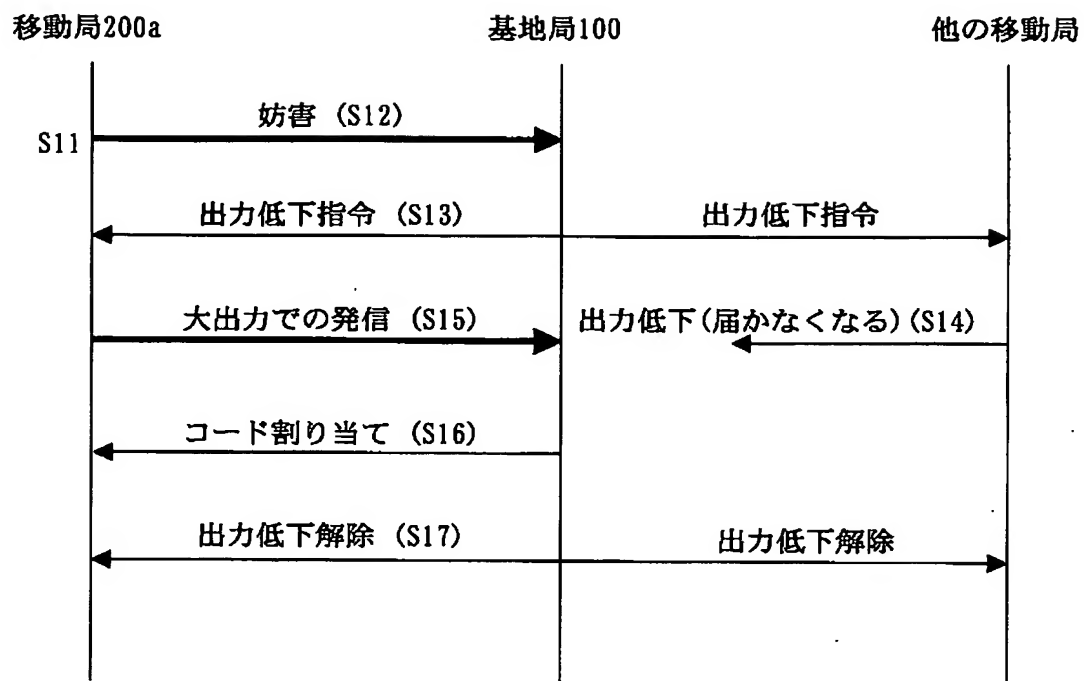 移動局200a 基地局100 他の移動局
妨害 (S12)
S11
出力低下指令 (S13) 出力低下指令
大出力での発信 (S15) 出力低下(届かなくなる)(S14)
コード割り当て (S16)
出力低下解除 (S17) 出力低下解除